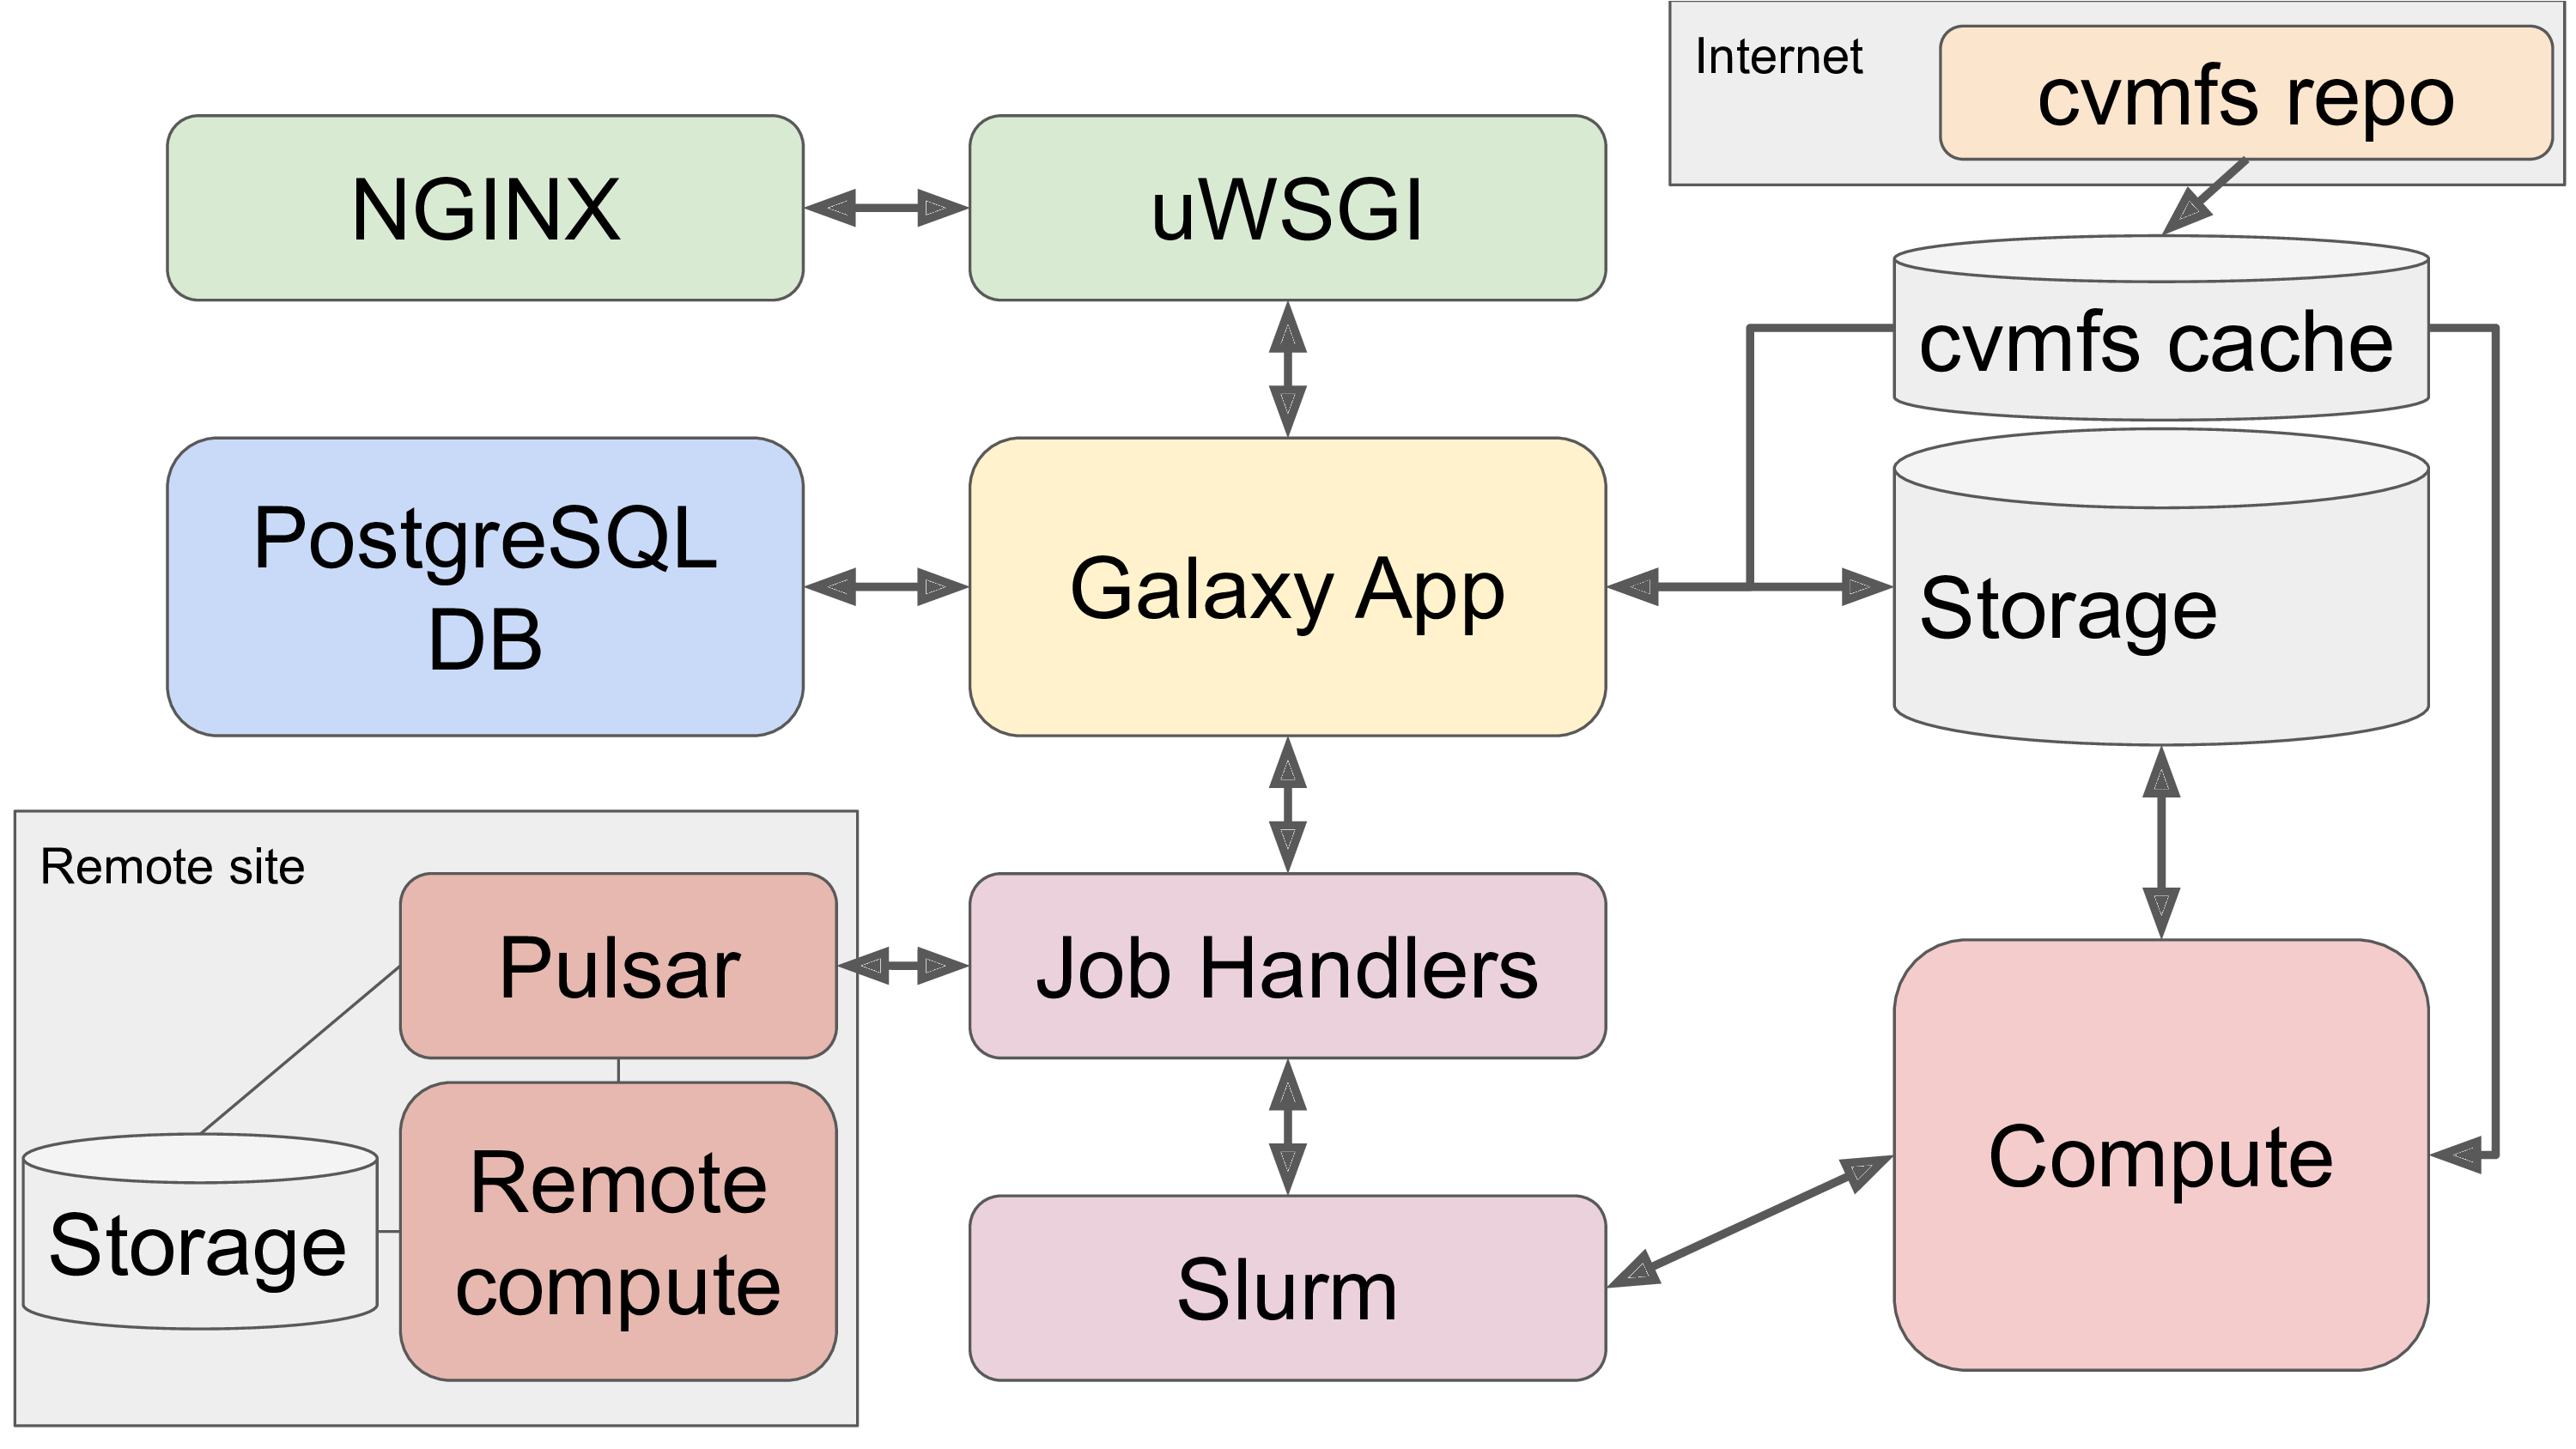 Internet
cvmfs repo
NGINX
uWSGI
cvmfs cache
PostgreSQL
DB
Galaxy App
Storage
Remote site
Pulsar
Job Handlers
Remote
compute
Storage
Slurm
Compute